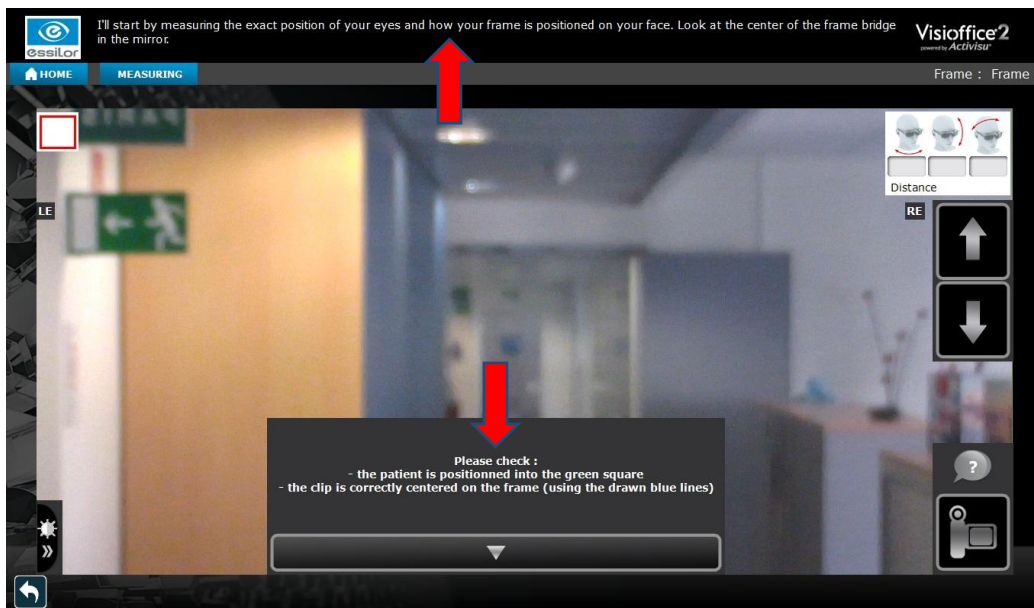 I'll start by measuring the exact position of your eyes and how your frame is positioned on your face. Look at the center of the frame bridge
in the mirror.
essilor
Visioffice 2
powered by Activisu
HOME
MEASURING
Frame : Frame
Distance
LE
RE
Please check :
- the patient is positionned into the green square
- the clip is correctly centered on the frame (using the drawn blue lines)
?